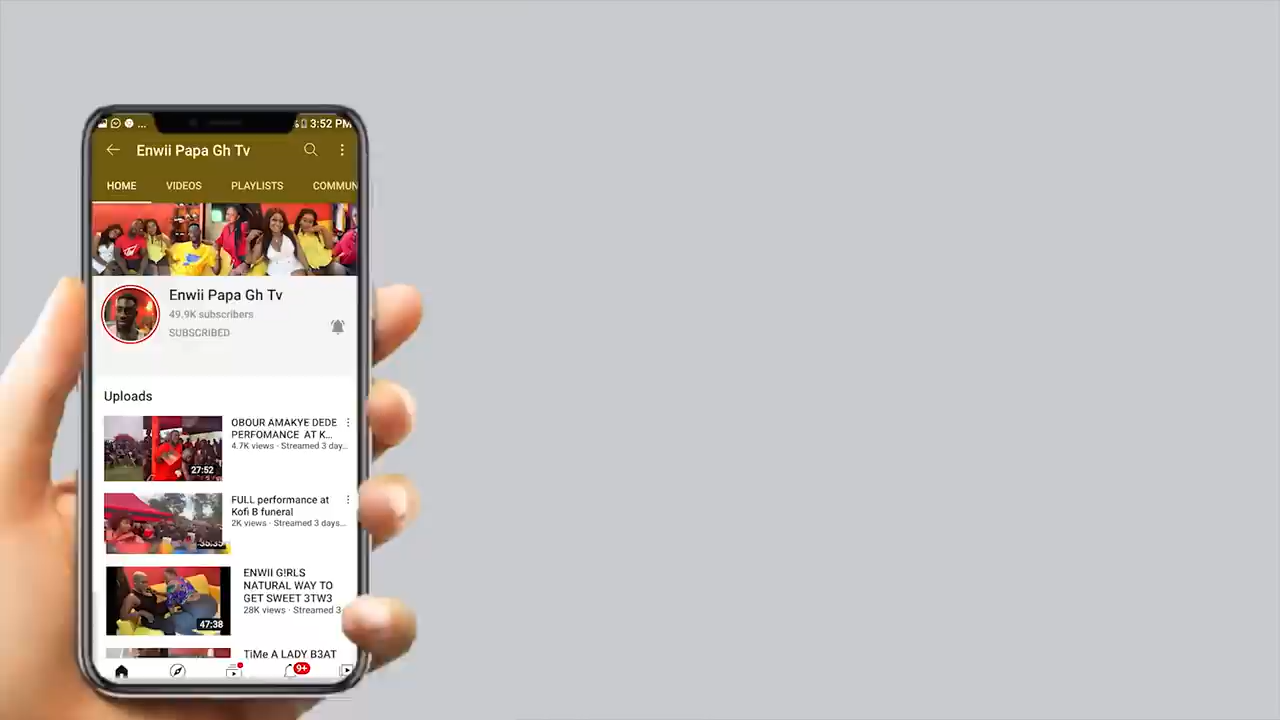 ... 3:52 PM
Enwii Papa Gh Tv
HOME VIDEOS PLAYLISTS COMMUN
Enwii Papa Gh Tv
49.9K subscribers
SUBSCRIBED
Uploads
OBOUR AMAKYE DEDE
PERFOMANCE AT K...
4.7K views · Streamed 3 day...
27:52
FULL performance at
Kofi B funeral
2K views · Streamed 3 days...
35:35
ENWII G!RLS
NATURAL WAY TO
GET SWEET 3TW3
28K views · Streamed 3
47:38
TiMe A LADY B3AT
9+